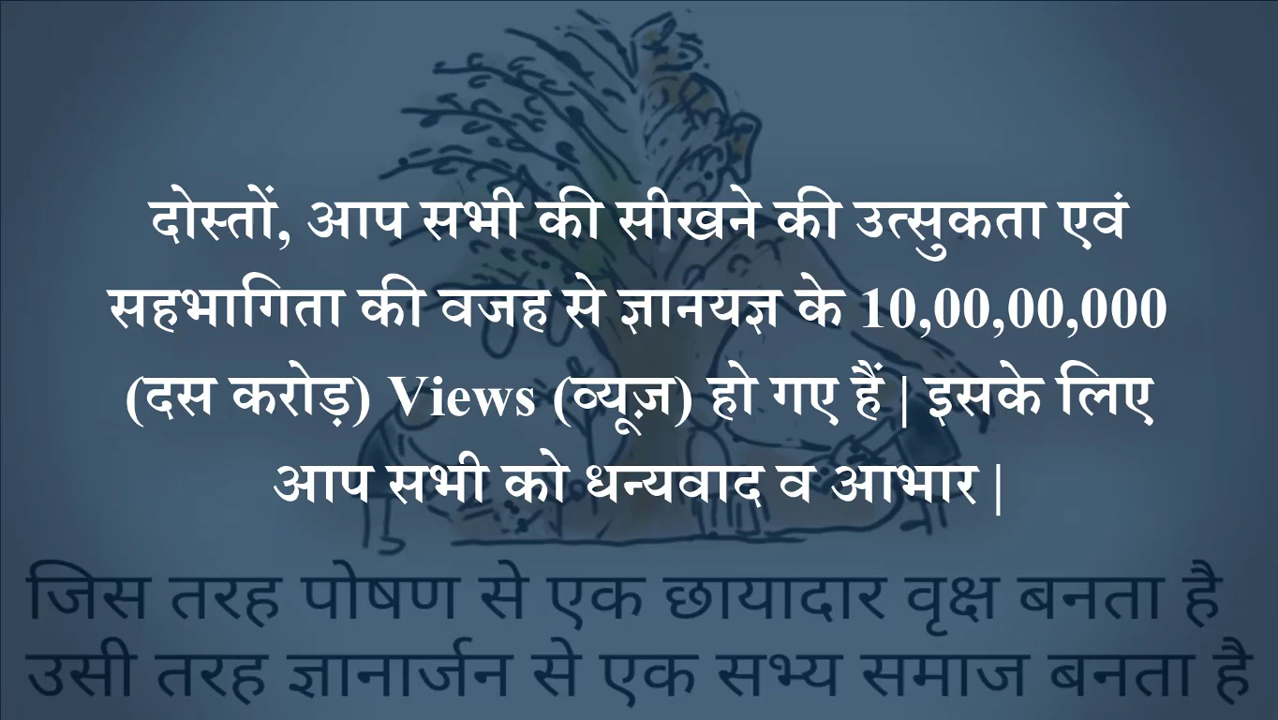 दोस्तों, आप सभी की सीखने की उत्सुकता एवं
सहभागिता की वजह से ज्ञानयज्ञ के 10,00,00,000
(दस करोड़) Views (व्यूज़) हो गए हैं | इसके लिए
आप सभी को धन्यवाद व आभार |
जिस तरह पोषण से एक छायादार वृक्ष बनता है
उसी तरह ज्ञानार्जन से एक सभ्य समाज बनता है